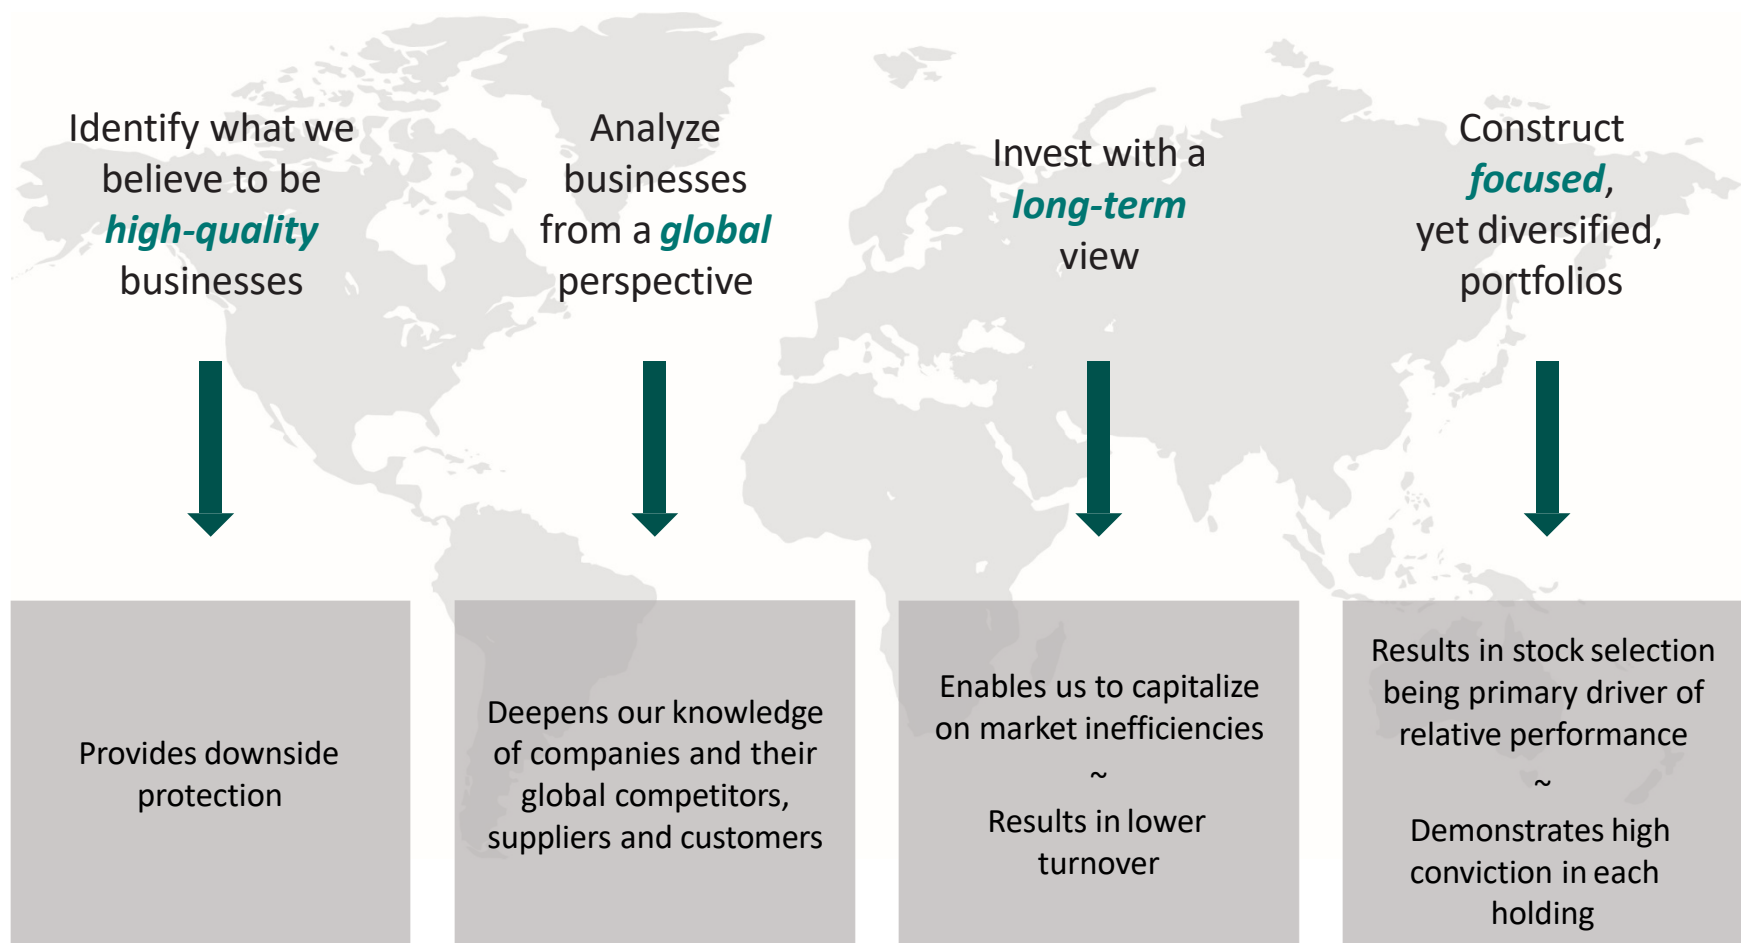 Identify what we
believe to be
high-quality
businesses
Analyze
businesses
from a global
perspective
Invest with a
long-term
view
Construct
focused,
yet diversified,
portfolios
Provides downside
protection
Deepens our knowledge
of companies and their
global competitors,
suppliers and customers
Enables us to capitalize
on market inefficiencies
~
Results in lower
turnover
Results in stock selection
being primary driver of
relative performance
~
Demonstrates high
conviction in each
holding